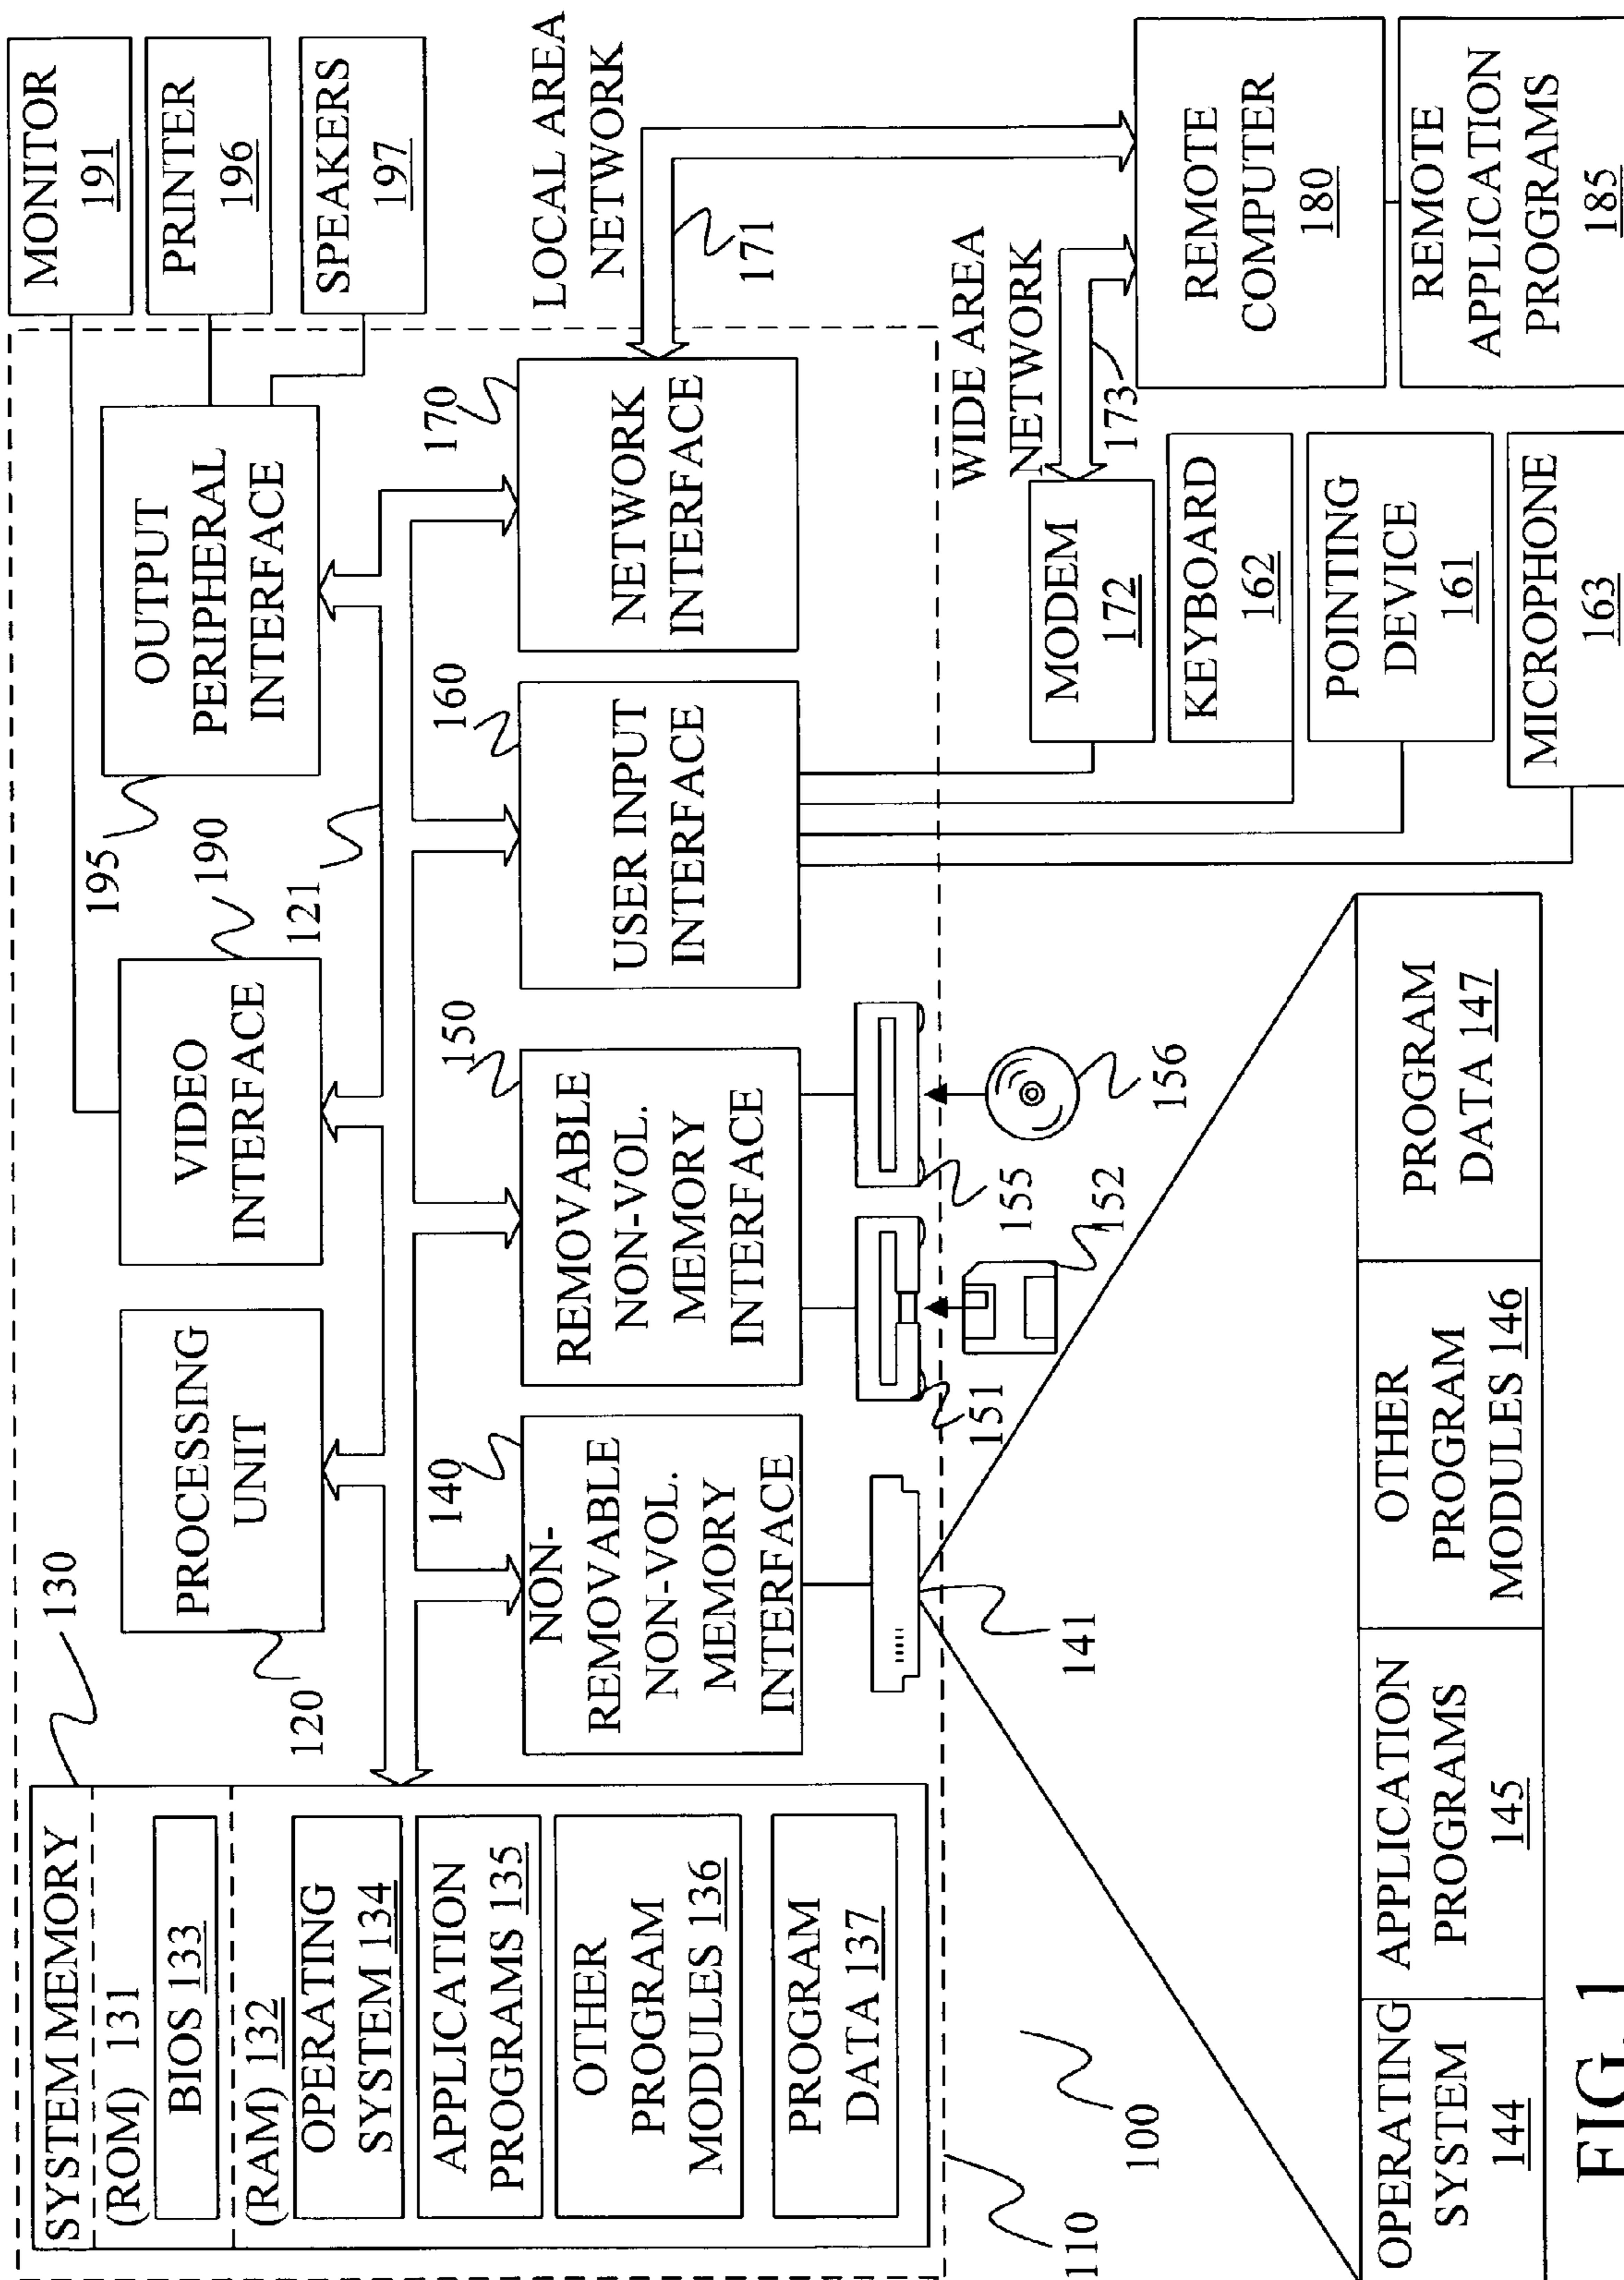 SYSTEM MEMORY
(ROM) 131
BIOS 133
(RAM) 132
OPERATING
SYSTEM 134
APPLICATION
PROGRAMS 135
OTHER
PROGRAM
MODULES 136
PROGRAM
DATA 137
130
120
PROCESSING
UNIT
VIDEO
INTERFACE
190
121
195
OUTPUT
PERIPHERAL
INTERFACE
MONITOR
191
PRINTER
196
SPEAKERS
197
140
NON-
REMOVABLE
NON-VOL.
MEMORY
INTERFACE
150
REMOVABLE
NON-VOL.
MEMORY
INTERFACE
160
USER INPUT
INTERFACE
170
NETWORK
INTERFACE
LOCAL AREA
NETWORK
171
141
151
152
155
156
WIDE AREA
NETWORK
173
MODEM
172
KEYBOARD
162
POINTING
DEVICE
161
MICROPHONE
163
REMOTE
COMPUTER
180
REMOTE
APPLICATION
PROGRAMS
185
110
100
OPERATING
SYSTEM
144
APPLICATION
PROGRAMS
145
OTHER
PROGRAM
MODULES 146
PROGRAM
DATA 147
FIG. 1